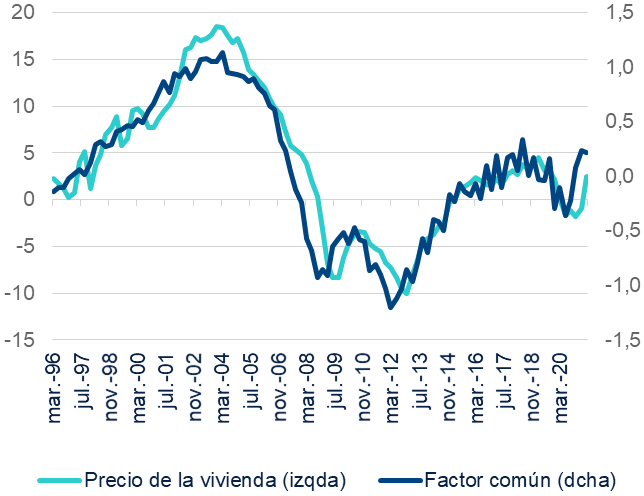 20
15
10
5
0
-5
-10
-15
1,5
1,0
0,5
0,0
-0,5
-1,0
-1,5
mar.-96
jul.-97
nov.-98
mar.-00
jul.-01
nov.-02
mar.-04
jul.-05
nov.-06
mar.-08
jul.-09
nov.-10
mar.-12
jul.-13
nov.-14
mar.-16
jul.-17
nov.-18
mar.-20
Precio de la vivienda (izqda)
Factor común (dcha)